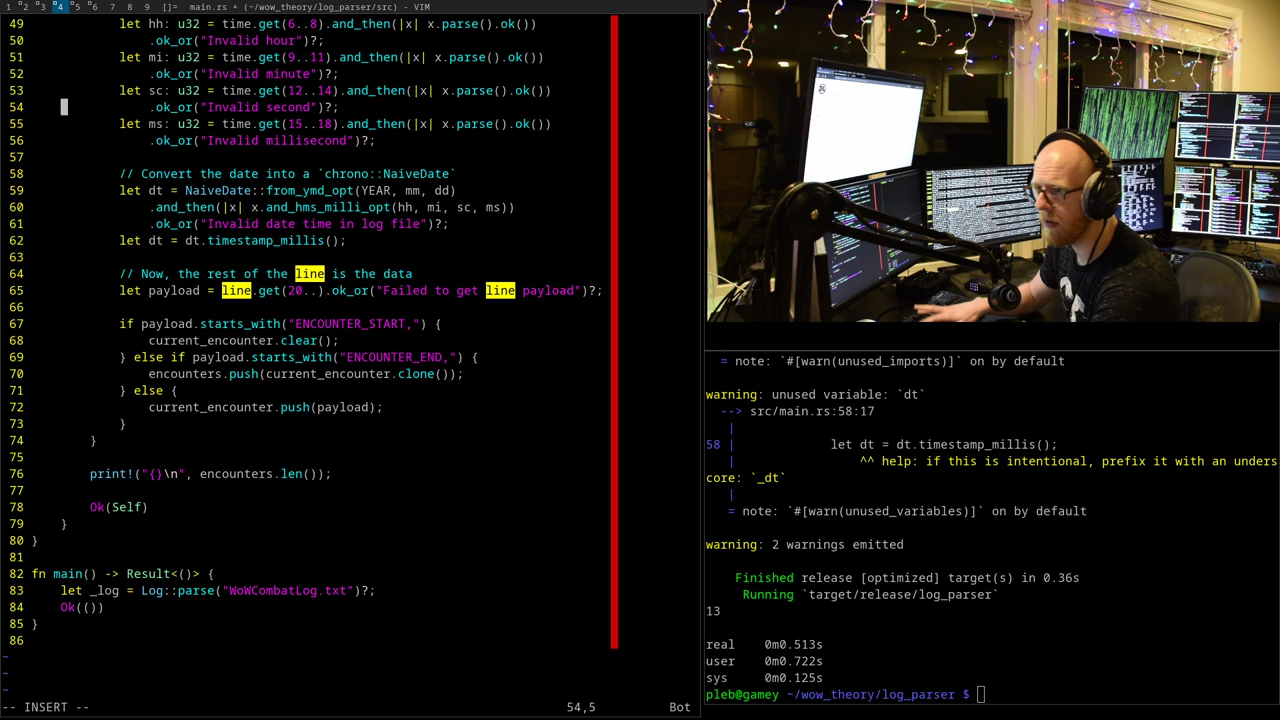 1 2 3 4 5 6 7 8 9 []= main.rs + (~/wow_theory/log_parser/src) - VIM
49 let hh: u32 = time.get(6..8).and_then(|x| x.parse().ok())
50 .ok_or("Invalid hour")?;
51 let mi: u32 = time.get(9..11).and_then(|x| x.parse().ok())
52 .ok_or("Invalid minute")?;
53 let sc: u32 = time.get(12..14).and_then(|x| x.parse().ok())
54 .ok_or("Invalid second")?;
55 let ms: u32 = time.get(15..18).and_then(|x| x.parse().ok())
56 .ok_or("Invalid millisecond")?;
57
58 // Convert the date into a `chrono::NaiveDate`
59 let dt = NaiveDate::from_ymd_opt(YEAR, mm, dd)
60 .and_then(|x| x.and_hms_milli_opt(hh, mi, sc, ms))
61 .ok_or("Invalid date time in log file")?;
62 let dt = dt.timestamp_millis();
63
64 // Now, the rest of the line is the data
65 let payload = line.get(20..).ok_or("Failed to get line payload")?;
66
67 if payload.starts_with("ENCOUNTER_START,") {
68 current_encounter.clear();
69 } else if payload.starts_with("ENCOUNTER_END,") {
70 encounters.push(current_encounter.clone());
71 } else {
72 current_encounter.push(payload);
73 }
74 }
75
76 print!("{}\n", encounters.len());
77
78 Ok(Self)
79 }
80 }
81
82 fn main() -> Result<()> {
83 let _log = Log::parse("WoWCombatLog.txt")?;
84 Ok(())
85 }
86
~
~
~
-- INSERT -- 54,5 Bot
= note: `#[warn(unused_imports)]` on by default
warning: unused variable: `dt`
--> src/main.rs:58:17
|
58 | let dt = dt.timestamp_millis();
| ^^ help: if this is intentional, prefix it with an unders
core: `_dt`
|
= note: `#[warn(unused_variables)]` on by default
warning: 2 warnings emitted
Finished release [optimized] target(s) in 0.36s
Running `target/release/log_parser`
13
real 0m0.513s
user 0m0.722s
sys 0m0.125s
pleb@gamey ~/wow_theory/log_parser $